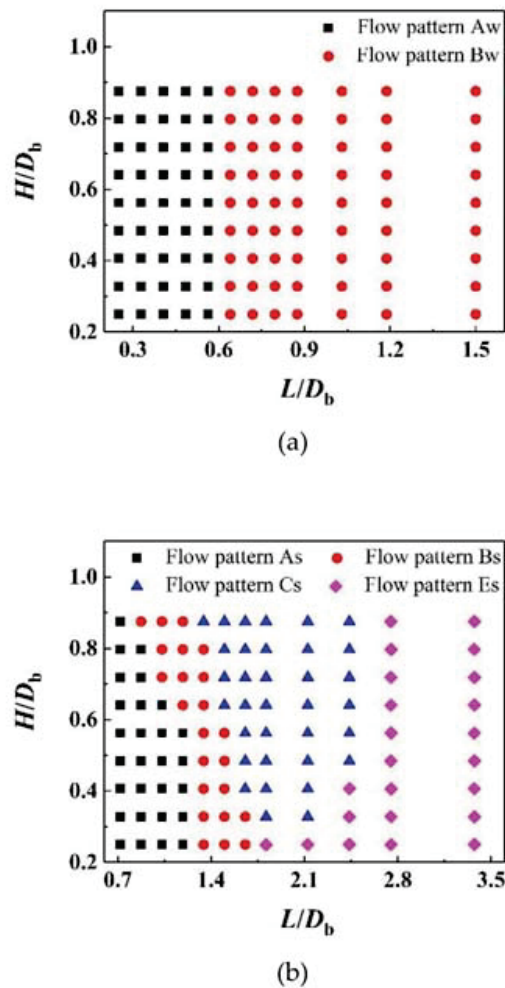 Flow pattern Aw
Flow pattern Bw
1.0
0.8
0.6
0.4
0.2
H/Db
0.3 0.6 0.9 1.2 1.5
L/Db
(a)
Flow pattern As Flow pattern Bs
Flow pattern Cs Flow pattern Es
1.0
0.8
0.6
0.4
0.2
H/Db
0.7 1.4 2.1 2.8 3.5
L/Db
(b)